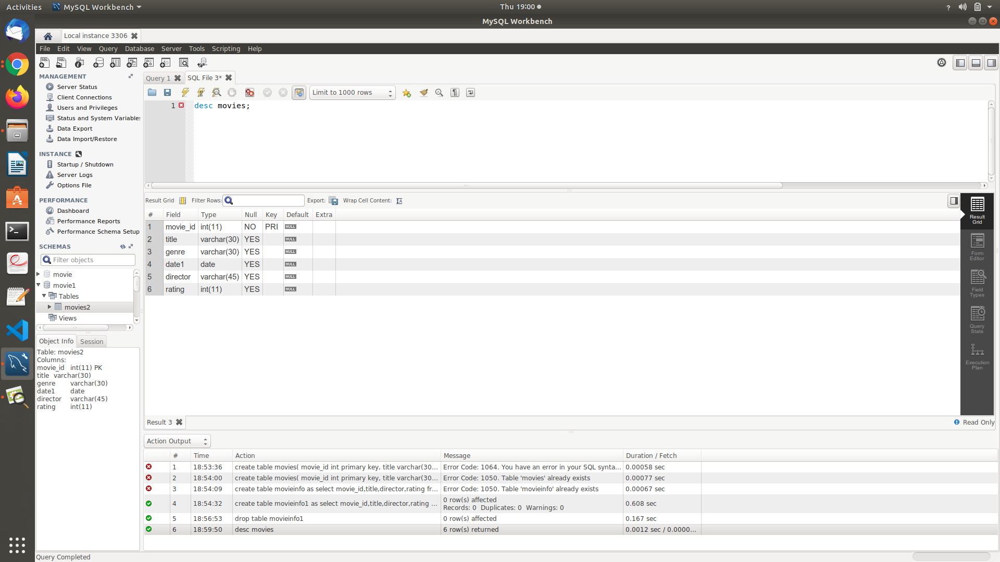 Activities MySQL Workbench Thu 19:00 ?
MySQL Workbench
Local instance 3306
File Edit View Query Database Server Tools Scripting Help
MANAGEMENT
Server Status
Client Connections
Users and Privileges
Status and System Variables
Data Export
Data Import/Restore
INSTANCE
Startup / Shutdown
Server Logs
Options File
PERFORMANCE
Dashboard
Performance Reports
Performance Schema Setup
SCHEMAS
Filter objects
movie
movie1
Tables
movies2
Views
Object Info Session
Table: movies2
Columns:
movie_id int(11) PK
title varchar(30)
genre varchar(30)
date1 date
director varchar(45)
rating int(11)
Query 1 SQL File 3*
Limit to 1000 rows
1 desc movies;
Result Grid Filter Rows: Export: Wrap Cell Content:
# Field Type Null Key Default Extra
1 movie_id int(11) NO PRI NULL
2 title varchar(30) YES NULL
3 genre varchar(30) YES NULL
4 date1 date YES NULL
5 director varchar(45) YES NULL
6 rating int(11) YES NULL
Result
Grid
Form
Editor
Field
Types
Query
Stats
Execution
Plan
Result 3 Read Only
Action Output
# Time Action Message Duration / Fetch
1 18:53:36 create table movies( movie_id int primary key, title varchar(30... Error Code: 1064. You have an error in your SQL synta... 0.00058 sec
2 18:54:00 create table movies( movie_id int primary key, title varchar(30... Error Code: 1050. Table 'movies' already exists 0.00077 sec
3 18:54:09 create table movieinfo as select movie_id,title,director,rating fr... Error Code: 1050. Table 'movieinfo' already exists 0.00067 sec
4 18:54:32 create table movieinfo1 as select movie_id,title,director,rating ... 0 row(s) affected
Records: 0 Duplicates: 0 Warnings: 0 0.608 sec
5 18:56:53 drop table movieinfo1 0 row(s) affected 0.167 sec
6 18:59:50 desc movies 6 row(s) returned 0.0012 sec / 0.0000...
Query Completed